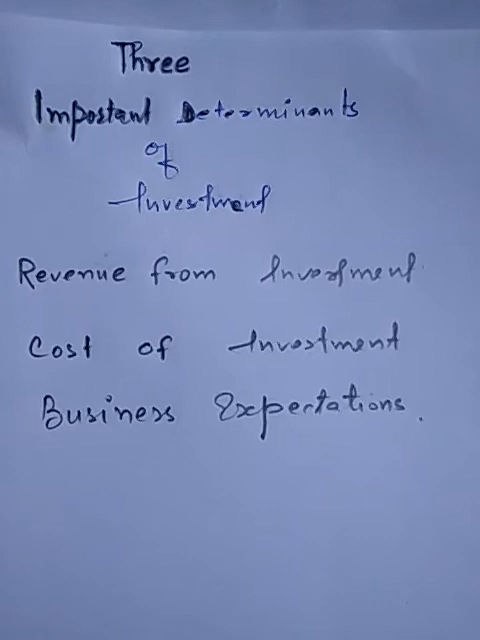 Three
Important Determinants
of
Investment
Revenue from Investment.
Cost of Investment
Business Expectations.